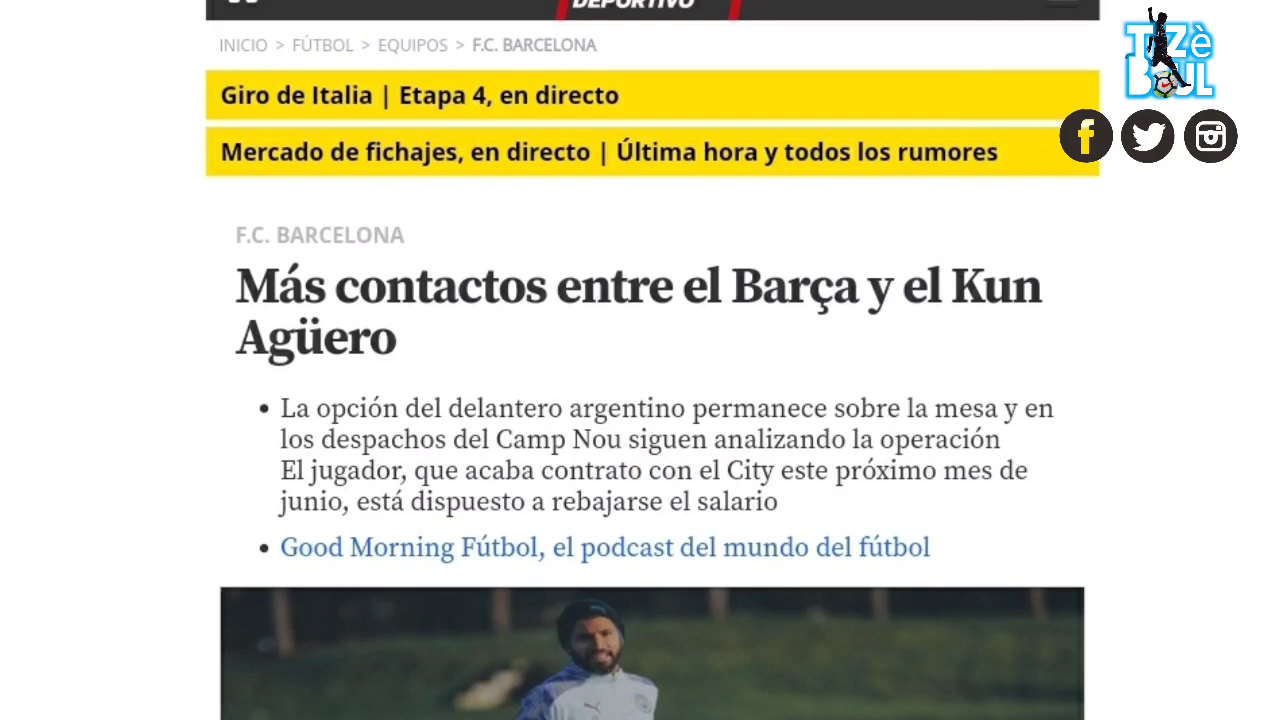 DEPORTIVO
INICIO > FÚTBOL > EQUIPOS > F.C. BARCELONA
Giro de Italia | Etapa 4, en directo
Mercado de fichajes, en directo | Última hora y todos los rumores
F.C. BARCELONA
Más contactos entre el Barça y el Kun
Agüero
• La opción del delantero argentino permanece sobre la mesa y en
los despachos del Camp Nou siguen analizando la operación
El jugador, que acaba contrato con el City este próximo mes de
junio, está dispuesto a rebajarse el salario
• Good Morning Fútbol, el podcast del mundo del fútbol
TiZè
BOUL